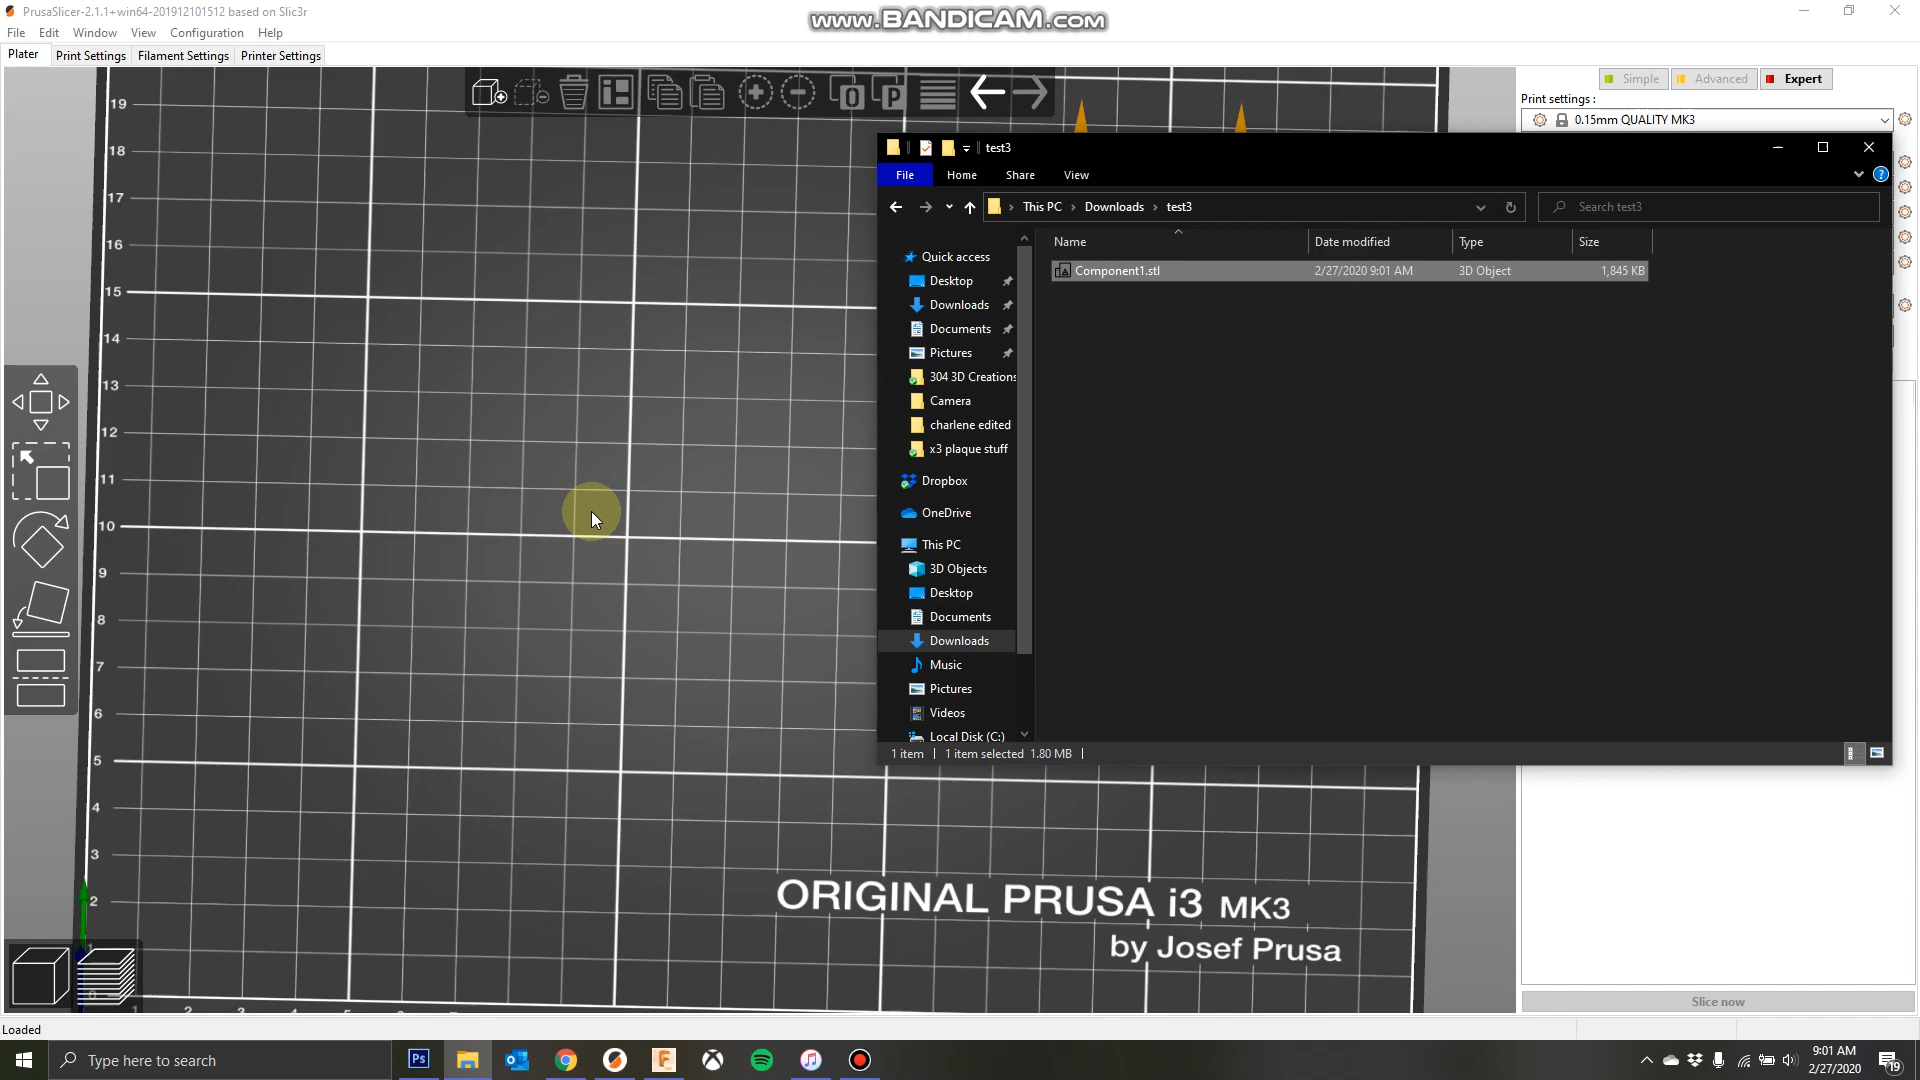 PrusaSlicer-2.1.1+win64-201912101512 based on Slic3r
www.BANDICAM.com
File Edit Window View Configuration Help
Plater Print Settings Filament Settings Printer Settings
Simple Advanced Expert
Print settings :
0.15mm QUALITY MK3
test3
File Home Share View
This PC Downloads test3
Search test3
Name Date modified Type Size
Component1.stl 2/27/2020 9:01 AM 3D Object 1,845 KB
Quick access
Desktop
Downloads
Documents
Pictures
304 3D Creations
Camera
charlene edited
x3 plaque stuff
Dropbox
OneDrive
This PC
3D Objects
Desktop
Documents
Downloads
Music
Pictures
Videos
Local Disk (C:)
1 item 1 item selected 1.80 MB
19
18
17
16
15
14
13
12
11
10
9
8
7
6
5
4
3
2
1
0
ORIGINAL PRUSA i3 MK3
by Josef Prusa
Slice now
Loaded
Type here to search
Ps
9:01 AM
2/27/2020
19